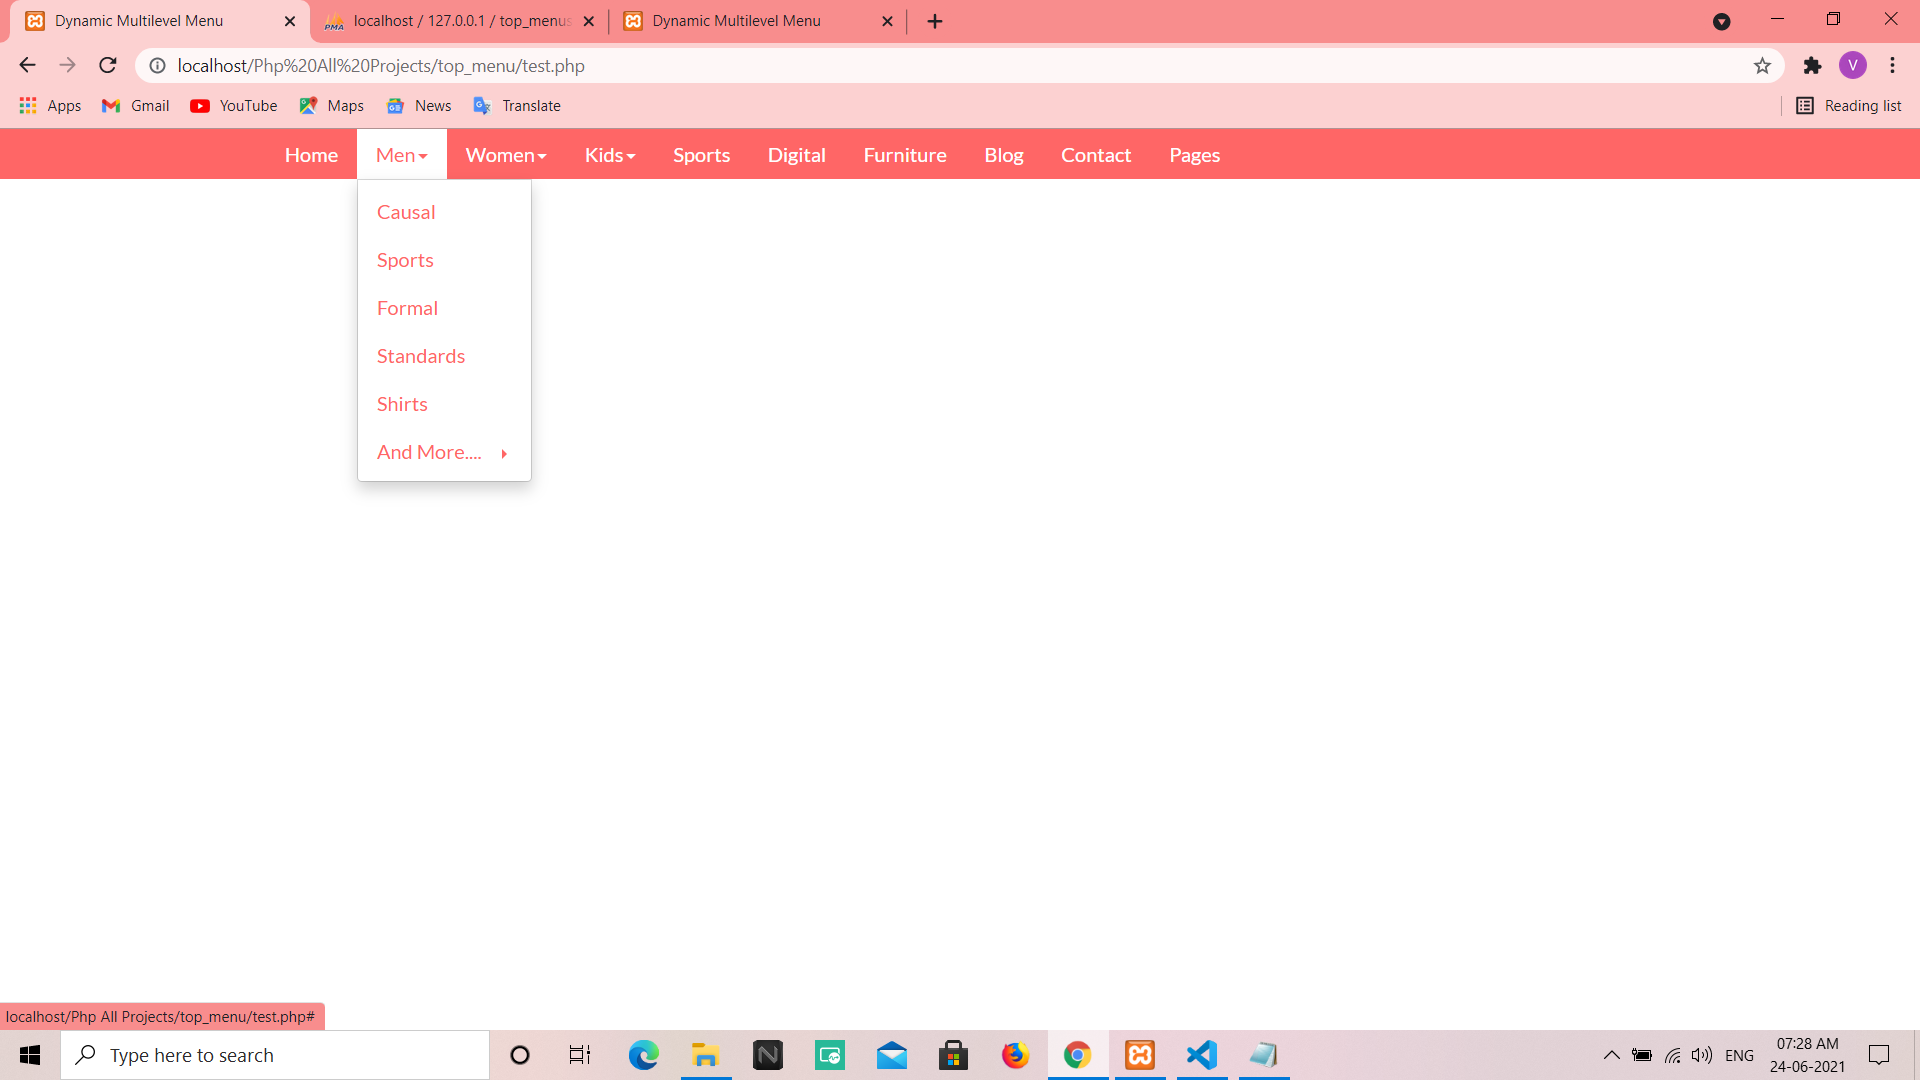 Dynamic Multilevel Menu
localhost / 127.0.0.1 / top_menus
Dynamic Multilevel Menu
localhost/Php%20All%20Projects/top_menu/test.php
V
Apps Gmail YouTube Maps News Translate Reading list
Home Men Women Kids Sports Digital Furniture Blog Contact Pages
Causal
Sports
Formal
Standards
Shirts
And More....
localhost/Php All Projects/top_menu/test.php#
Type here to search
ENG
07:28 AM
24-06-2021